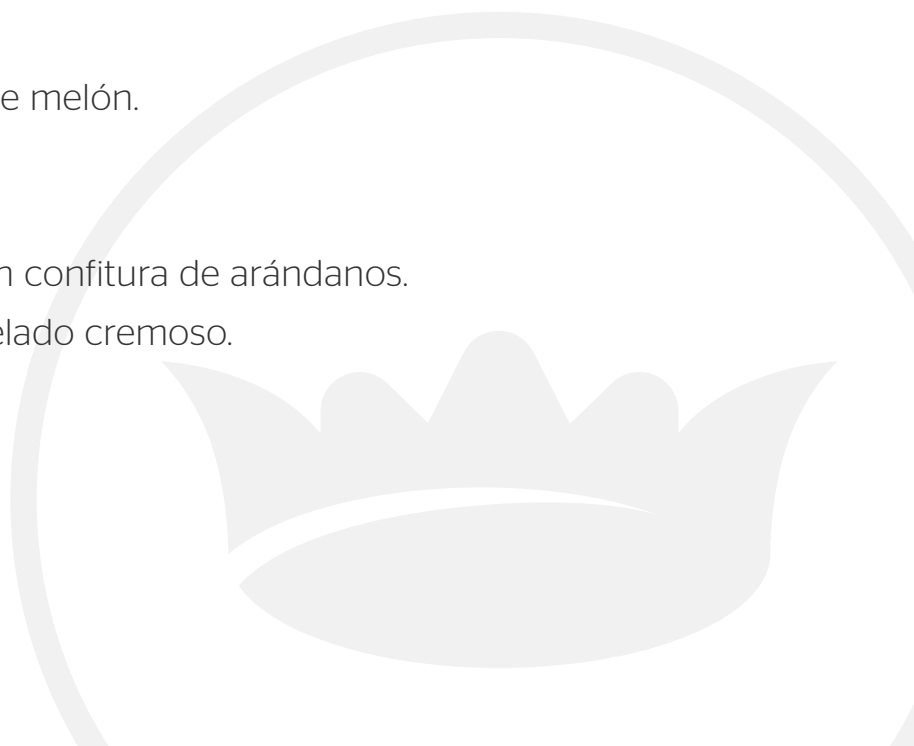 e melón.
n confitura de arándanos.
elado cremoso.